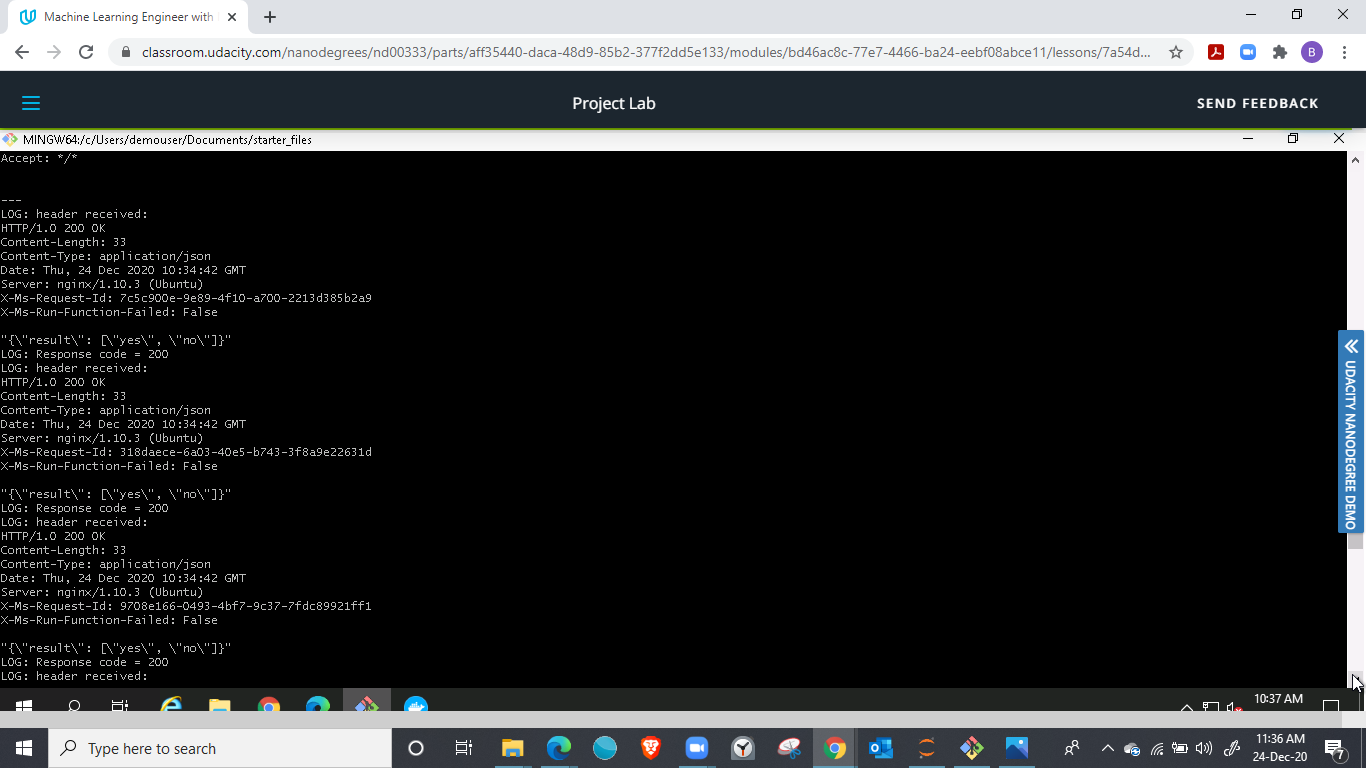 Machine Learning Engineer with
classroom.udacity.com/nanodegrees/nd00333/parts/aff35440-daca-48d9-85b2-377f2dd5e133/modules/bd46ac8c-77e7-4466-ba24-eebf08abce11/lessons/7a54d...
B
Project Lab
SEND FEEDBACK
MINGW64:/c/Users/demouser/Documents/starter_files
Accept: */*
---
LOG: header received:
HTTP/1.0 200 OK
Content-Length: 33
Content-Type: application/json
Date: Thu, 24 Dec 2020 10:34:42 GMT
Server: nginx/1.10.3 (Ubuntu)
X-Ms-Request-Id: 7c5c900e-9e89-4f10-a700-2213d385b2a9
X-Ms-Run-Function-Failed: False
"{\"result\": [\"yes\", \"no\"]}"
LOG: Response code = 200
LOG: header received:
HTTP/1.0 200 OK
Content-Length: 33
Content-Type: application/json
Date: Thu, 24 Dec 2020 10:34:42 GMT
Server: nginx/1.10.3 (Ubuntu)
X-Ms-Request-Id: 318daece-6a03-40e5-b743-3f8a9e22631d
X-Ms-Run-Function-Failed: False
"{\"result\": [\"yes\", \"no\"]}"
LOG: Response code = 200
LOG: header received:
HTTP/1.0 200 OK
Content-Length: 33
Content-Type: application/json
Date: Thu, 24 Dec 2020 10:34:42 GMT
Server: nginx/1.10.3 (Ubuntu)
X-Ms-Request-Id: 9708e166-0493-4bf7-9c37-7fdc89921ff1
X-Ms-Run-Function-Failed: False
"{\"result\": [\"yes\", \"no\"]}"
LOG: Response code = 200
LOG: header received:
UDACITY NANODEGREE DEMO
10:37 AM
Type here to search
11:36 AM
24-Dec-20
7